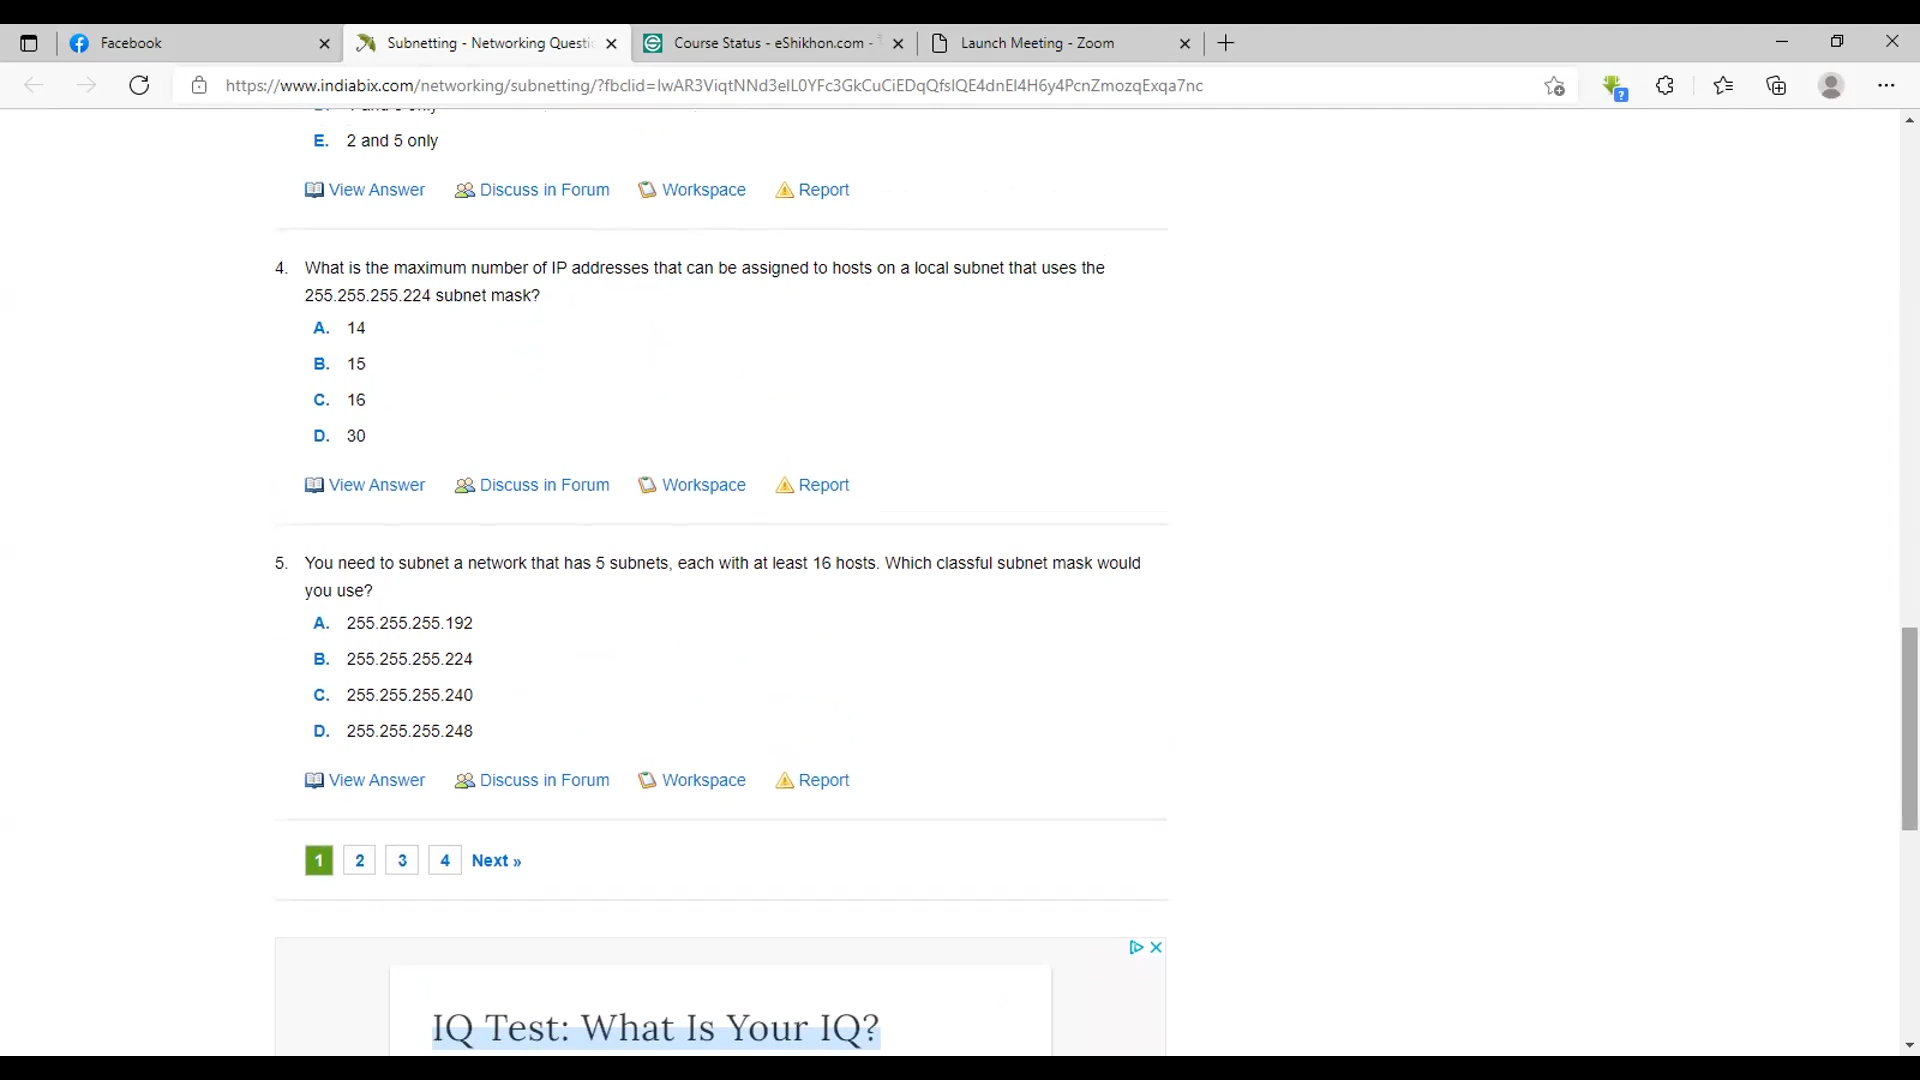 Facebook
Subnetting - Networking Questi
Course Status - eShikhon.com -
Launch Meeting - Zoom
https://www.indiabix.com/networking/subnetting/?fbclid=IwAR3ViqtNNd3elL0YFc3GkCuCiEDqQfsIQE4dnEI4H6y4PcnZmozqExqa7nc
E. 2 and 5 only
View Answer Discuss in Forum Workspace Report
4. What is the maximum number of IP addresses that can be assigned to hosts on a local subnet that uses the
255.255.255.224 subnet mask?
A. 14
B. 15
C. 16
D. 30
View Answer Discuss in Forum Workspace Report
5. You need to subnet a network that has 5 subnets, each with at least 16 hosts. Which classful subnet mask would
you use?
A. 255.255.255.192
B. 255.255.255.224
C. 255.255.255.240
D. 255.255.255.248
View Answer Discuss in Forum Workspace Report
1 2 3 4 Next »
IQ Test: What Is Your IQ?